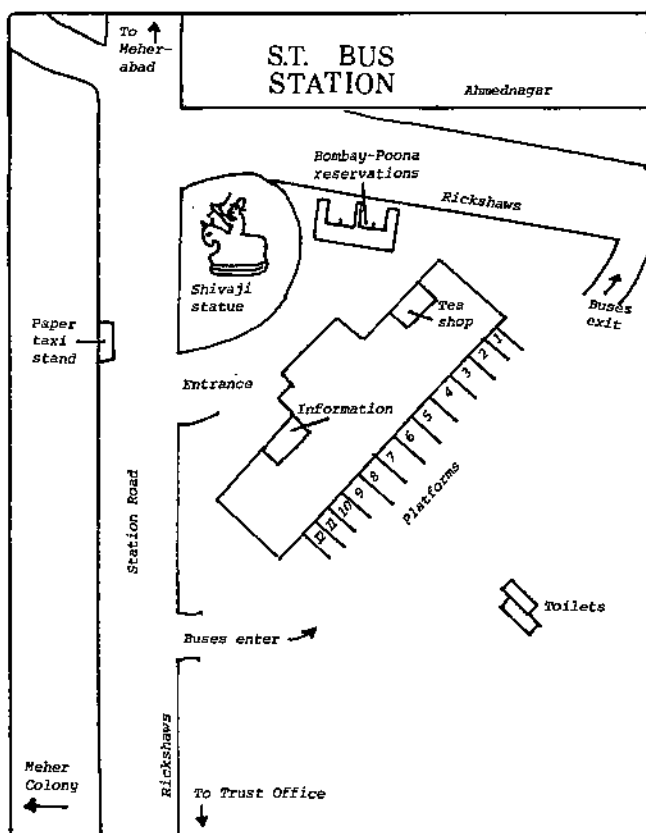 To
Meher-
abad
S.T. BUS
STATION
Ahmednagar
Bombay-Poona
reservations
Rickshaws
Shivaji
statue
Tea
shop
Buses
exit
Paper
taxi
stand
Entrance
Information
1
2
3
4
5
6
7
8
9
10
11
12
Platforms
Station Road
Toilets
Buses enter
Rickshaws
Meher
Colony
To Trust Office